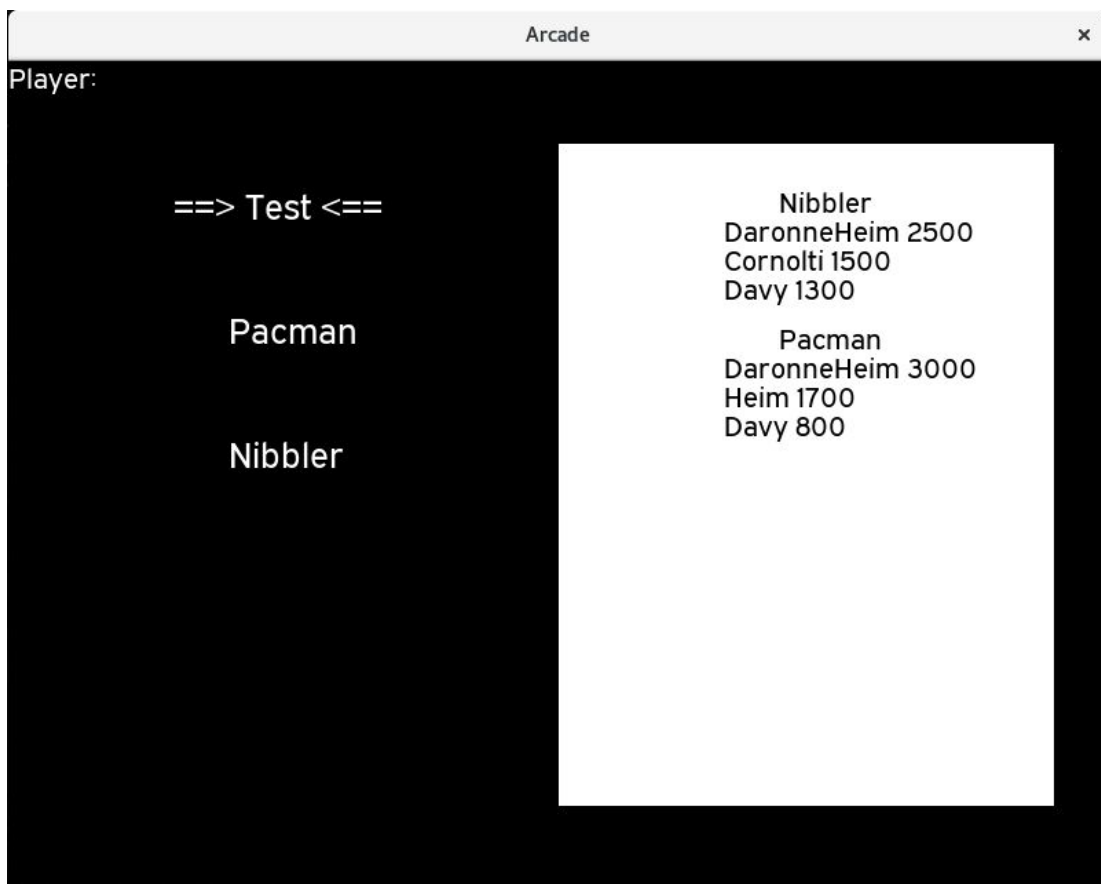 Arcade
×
Player:
==> Test <==
Pacman
Nibbler
Nibbler
DaronneHeim 2500
Cornolti 1500
Davy 1300
Pacman
DaronneHeim 3000
Heim 1700
Davy 800